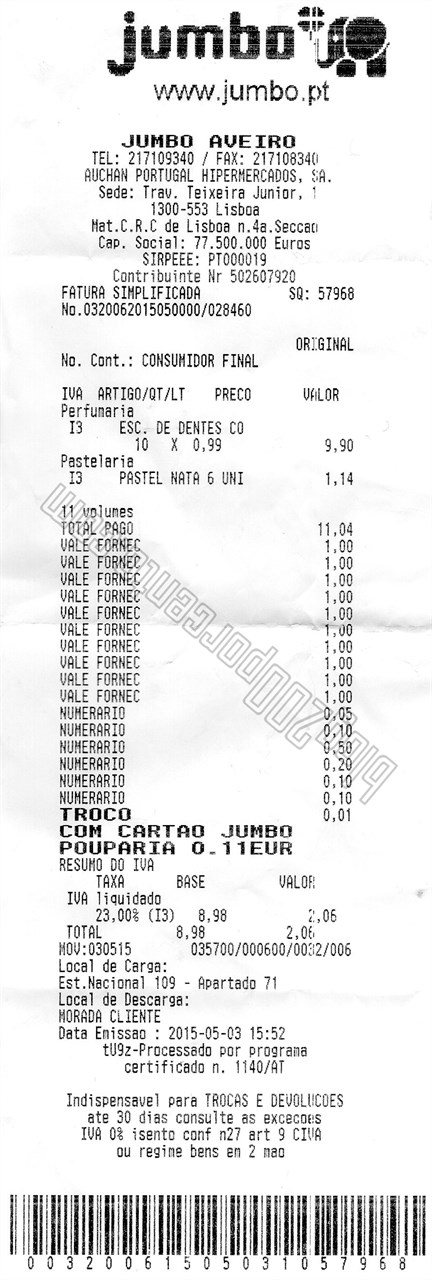 jumbo
www.jumbo.pt
JUMBO AVEIRO
TEL: 217109340 / FAX: 217108340
AUCHAN PORTUGAL HIPERMERCADOS, SA.
Sede: Trav. Teixeira Junior, 1
1300-553 Lisboa
Mat.C.R.C de Lisboa n.4a.Seccao
Cap. Social: 77.500.000 Euros
SIRPEEE: PT000019
Contribuinte Nr 502607920
FATURA SIMPLIFICADA SQ: 57968
No.0320062015050000/028460
ORIGINAL
No. Cont.: CONSUMIDOR FINAL
IVA ARTIGO/QT/LT PRECO VALOR
Perfumaria
I3 ESC. DE DENTES CO
10 X 0,99 9,90
Pastelaria
I3 PASTEL NATA 6 UNI 1,14
11 volumes
TOTAL PAGO 11,04
VALE FORNEC 1,00
VALE FORNEC 1,00
VALE FORNEC 1,00
VALE FORNEC 1,00
VALE FORNEC 1,00
VALE FORNEC 1,00
VALE FORNEC 1,00
VALE FORNEC 1,00
VALE FORNEC 1,00
VALE FORNEC 1,00
NUMERARIO 0,05
NUMERARIO 0,10
NUMERARIO 0,50
NUMERARIO 0,20
NUMERARIO 0,10
NUMERARIO 0,10
TROCO 0,01
COM CARTAO JUMBO
POUPARIA 0.11EUR
RESUMO DO IVA
TAXA BASE VALOR
IVA liquidado
23,00% (I3) 8,98 2,06
TOTAL 8,98 2,06
MOV:030515 035700/000600/0032/006
Local de Carga:
Est.Nacional 109 - Apartado 71
Local de Descarga:
MORADA CLIENTE
Data Emissao : 2015-05-03 15:52
tU9z-Processado por programa
certificado n. 1140/AT
Indispensavel para TROCAS E DEVOLUCOES
ate 30 dias consulte as excecoes
IVA 0% isento conf n27 art 9 CIVA
ou regime bens em 2 mao
00320061505031057968